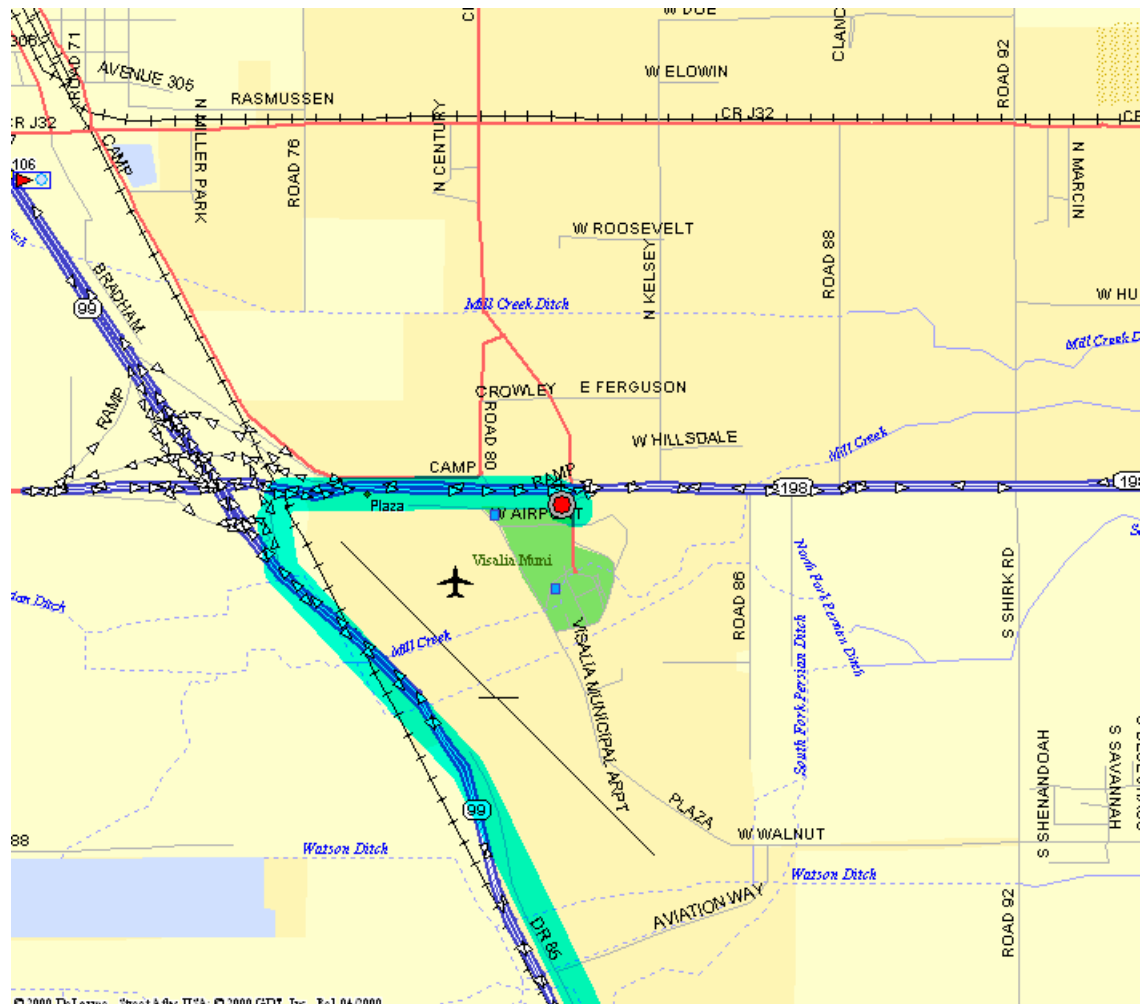 W DOE
CLANC
ROAD 92
ROAD 71
AVENUE 305
W ELOWIN
RASMUSSEN
CR J32
CR J32
N MILLER PARK
ROAD 76
N CENTURY
CAMP
106
N MARCIN
W ROOSEVELT
N KELSEY
ROAD 88
BRADHAM
99
Mill Creek Ditch
W HU
Mill Creek D
CROWLEY
E FERGUSON
RAMP
ROAD 80
W HILLSDALE
Mill Creek
CAMP
RAMP
198
198
Plaza
W AIRPORT
Visalia Muni
ROAD 86
North Fork Persian Ditch
S SHIRK RD
Mill Creek
VISALIA MUNICIPAL ARPT
South Fork Persian Ditch
S SHENANDOAH
S SAVANNAH
PLAZA
99
88
W WALNUT
Watson Ditch
Watson Ditch
AVIATION WAY
DR 85
ROAD 92